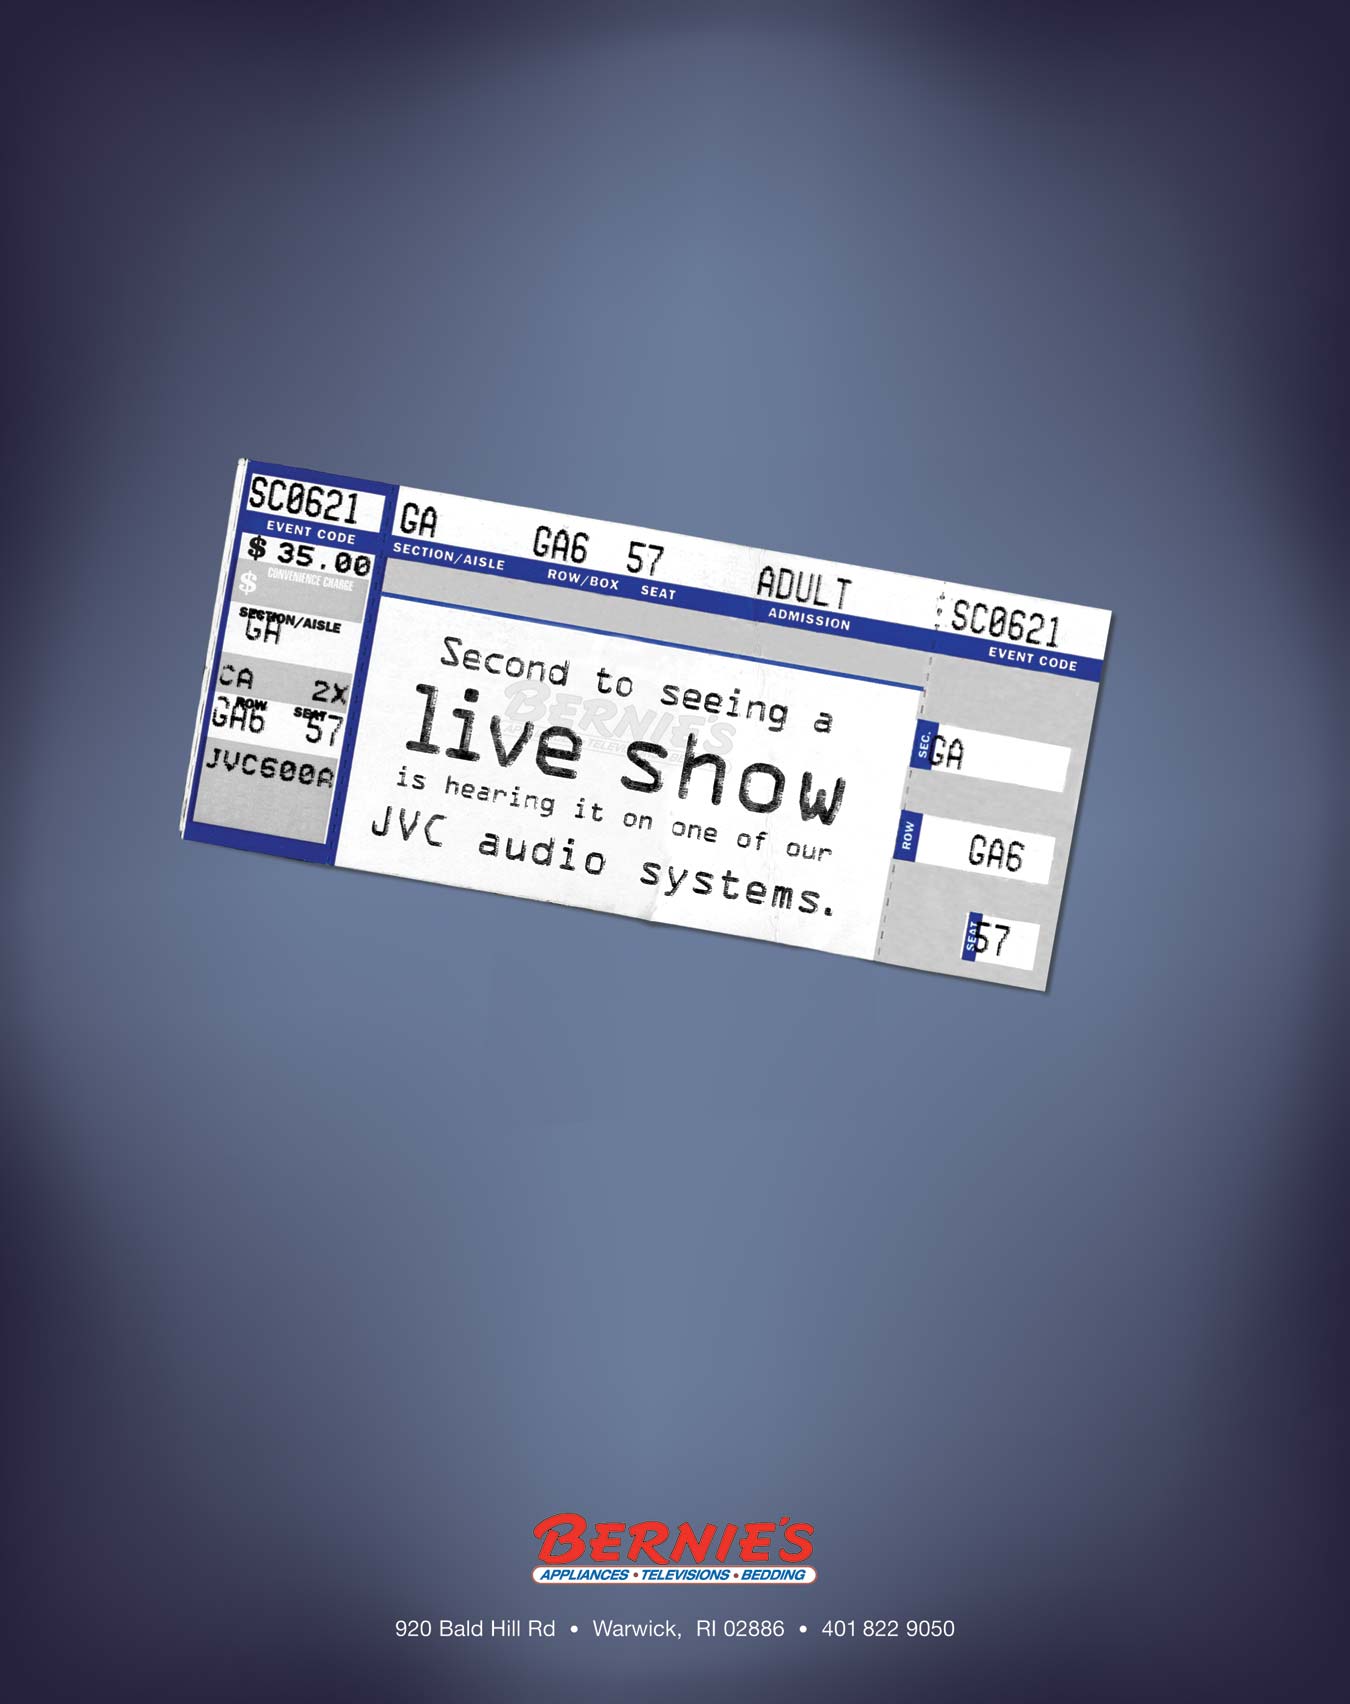 SC0621
EVENT CODE
$ 35.00
$ CONVENIENCE CHARGE
SECTION/AISLE
GA
CA 2X
ROW SEAT
GA6 57
JVC600A
GA GA6 57 ADULT
SECTION/AISLE ROW/BOX SEAT ADMISSION
BERNIE'S
Second to seeing a
live show
is hearing it on one of our
JVC audio systems.
SC0621
EVENT CODE
SEC. GA
ROW GA6
SEAT 57
BERNIE'S
APPLIANCES • TELEVISIONS • BEDDING
920 Bald Hill Rd • Warwick, RI 02886 • 401 822 9050